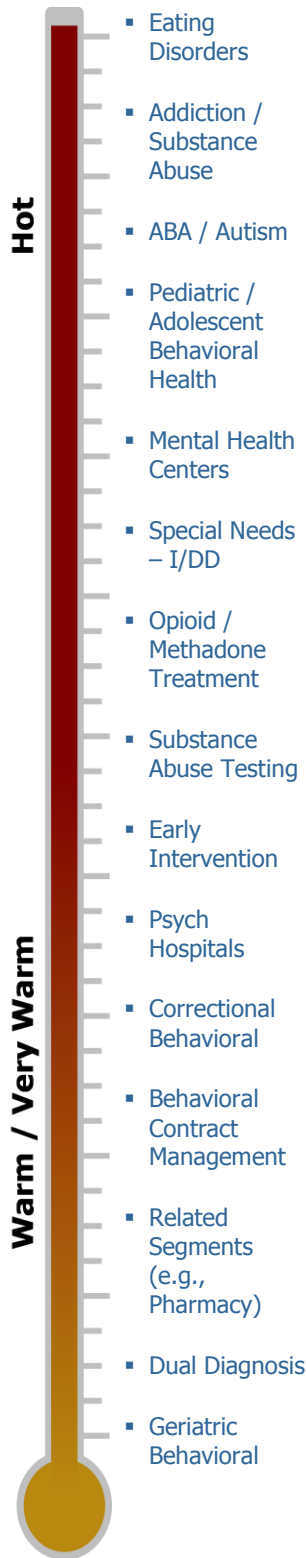 ▪ Eating
Disorders
▪ Addiction /
Substance
Abuse
Hot
▪ ABA / Autism
▪ Pediatric /
Adolescent
Behavioral
Health
▪ Mental Health
Centers
▪ Special Needs
– I/DD
▪ Opioid /
Methadone
Treatment
▪ Substance
Abuse Testing
▪ Early
Intervention
▪ Psych
Hospitals
Warm / Very Warm
▪ Correctional
Behavioral
▪ Behavioral
Contract
Management
▪ Related
Segments
(e.g.,
Pharmacy)
▪ Dual Diagnosis
▪ Geriatric
Behavioral